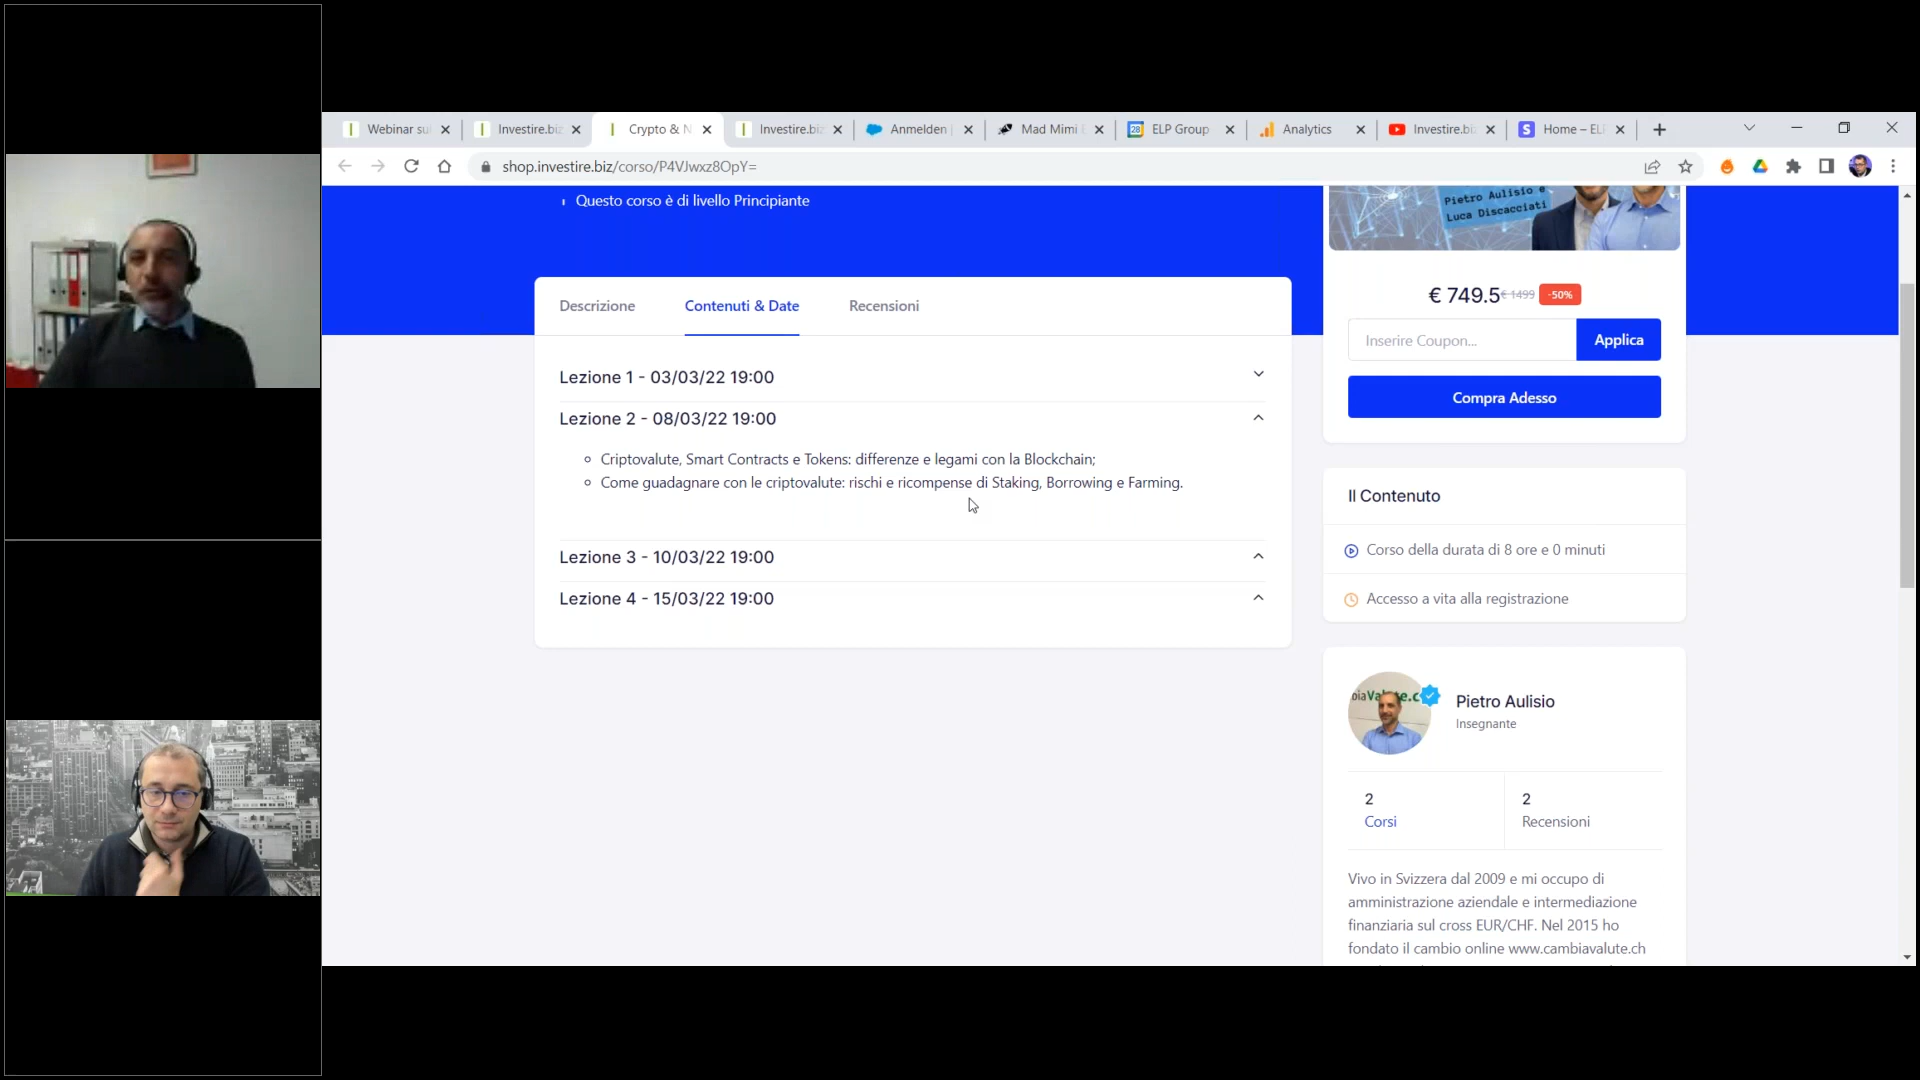 Webinar su
Investire.biz
Crypto & N
Investire.biz
Anmelden
Mad Mimi
28
ELP Group
Analytics
Investire.bi
S
Home – EL
shop.investire.biz/corso/P4VJwxz8OpY=
Questo corso è di livello Principiante
Pietro Aulisio e
Luca Discacciati
Descrizione
Contenuti & Date
Recensioni
Lezione 1 - 03/03/22 19:00
Lezione 2 - 08/03/22 19:00
Criptovalute, Smart Contracts e Tokens: differenze e legami con la Blockchain;
Come guadagnare con le criptovalute: rischi e ricompense di Staking, Borrowing e Farming.
Lezione 3 - 10/03/22 19:00
Lezione 4 - 15/03/22 19:00
€ 749.5 € 1499 -50%
Inserire Coupon...
Applica
Compra Adesso
Il Contenuto
Corso della durata di 8 ore e 0 minuti
Accesso a vita alla registrazione
Pietro Aulisio
Insegnante
2
Corsi
2
Recensioni
Vivo in Svizzera dal 2009 e mi occupo di
amministrazione aziendale e intermediazione
finanziaria sul cross EUR/CHF. Nel 2015 ho
fondato il cambio online www.cambiavalute.ch